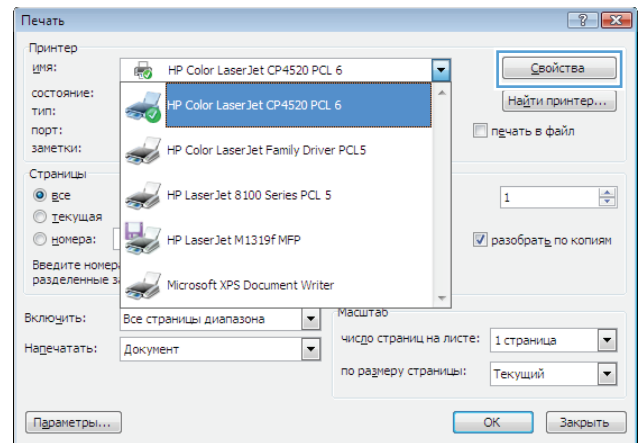 Печать
Принтер
имя: HP Color LaserJet CP4520 PCL 6 Свойства
состояние: HP Color LaserJet CP4520 PCL 6 Найти принтер...
тип:
порт: HP Color LaserJet Family Driver PCL5 печать в файл
заметки:
Страницы
все HP LaserJet 8100 Series PCL 5 1
текущая
номера: HP LaserJet M1319f MFP разобрать по копиям
Введите номер
разделенные з Microsoft XPS Document Writer
Включить: Все страницы диапазона Масштаб
Напечатать: Документ число страниц на листе: 1 страница
по размеру страницы: Текущий
Параметры... OK Закрыть